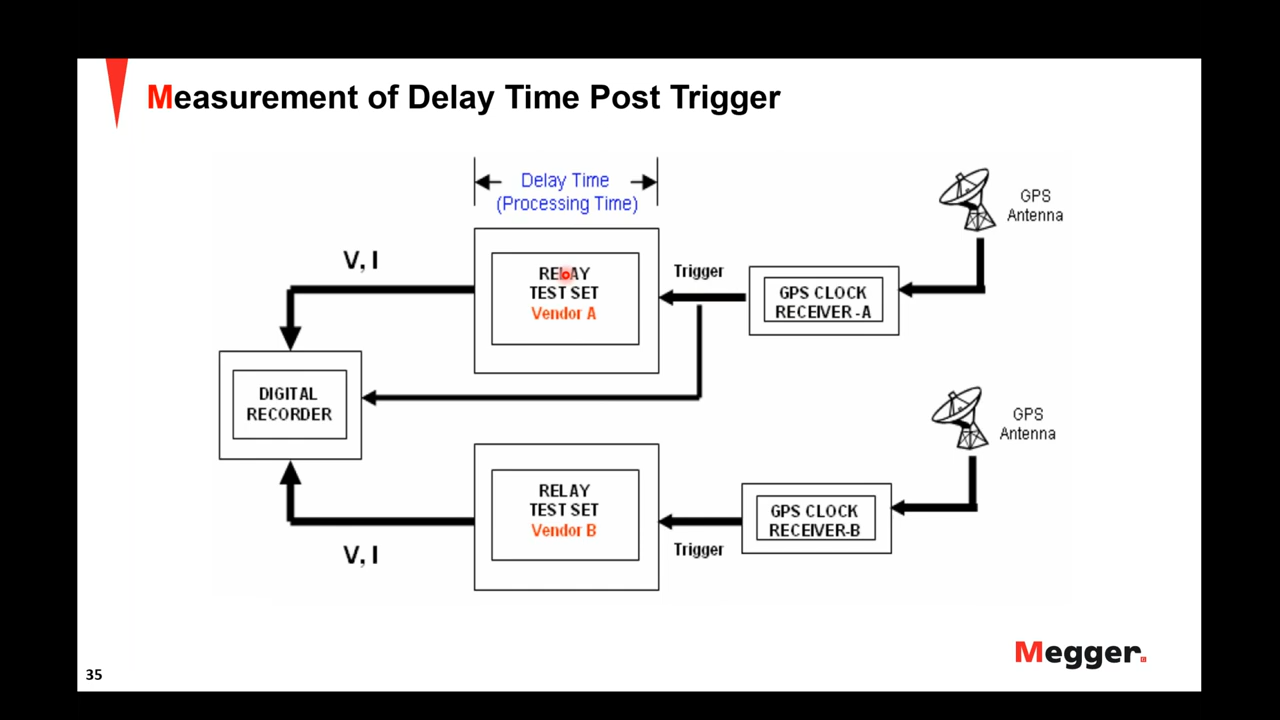 Measurement of Delay Time Post Trigger
Delay Time
(Processing Time)
GPS
Antenna
V, I
RELAY
TEST SET
Vendor A
Trigger
GPS CLOCK
RECEIVER -A
DIGITAL
RECORDER
GPS
Antenna
RELAY
TEST SET
Vendor B
GPS CLOCK
RECEIVER-B
V, I
Trigger
Megger.
35